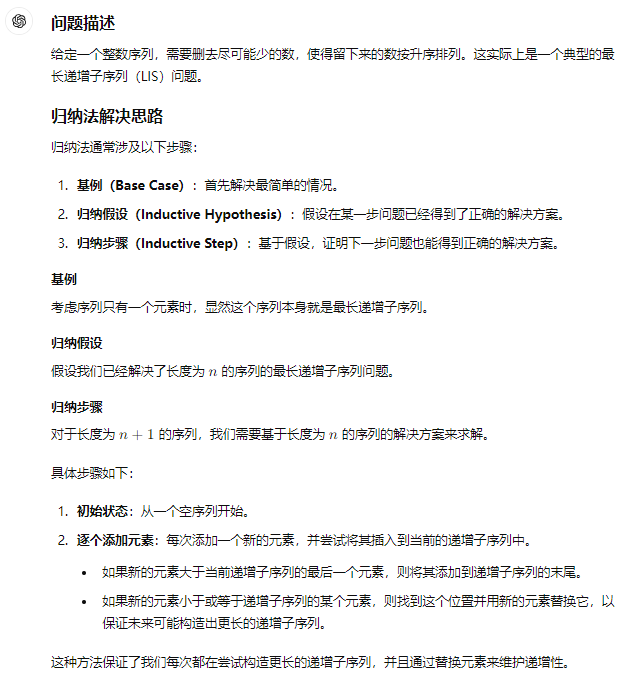 问题描述
给定一个整数序列，需要删去尽可能少的数，使得留下来的数按升序排列。这实际上是一个典型的最
长递增子序列（LIS）问题。
归纳法解决思路
归纳法通常涉及以下步骤：
1. 基例（Base Case）：首先解决最简单的情况。
2. 归纳假设（Inductive Hypothesis）：假设在某一步问题已经得到了正确的解决方案。
3. 归纳步骤（Inductive Step）：基于假设，证明下一步问题也能得到正确的解决方案。
基例
考虑序列只有一个元素时，显然这个序列本身就是最长递增子序列。
归纳假设
假设我们已经解决了长度为 n 的序列的最长递增子序列问题。
归纳步骤
对于长度为 n + 1 的序列，我们需要基于长度为 n 的序列的解决方案来求解。
具体步骤如下：
1. 初始状态：从一个空序列开始。
2. 逐个添加元素：每次添加一个新的元素，并尝试将其插入到当前的递增子序列中。
• 如果新的元素大于当前递增子序列的最后一个元素，则将其添加到递增子序列的末尾。
• 如果新的元素小于或等于递增子序列的某个元素，则找到这个位置并用新的元素替换它，以
保证未来可能构造出更长的递增子序列。
这种方法保证了我们每次都在尝试构造更长的递增子序列，并且通过替换元素来维护递增性。